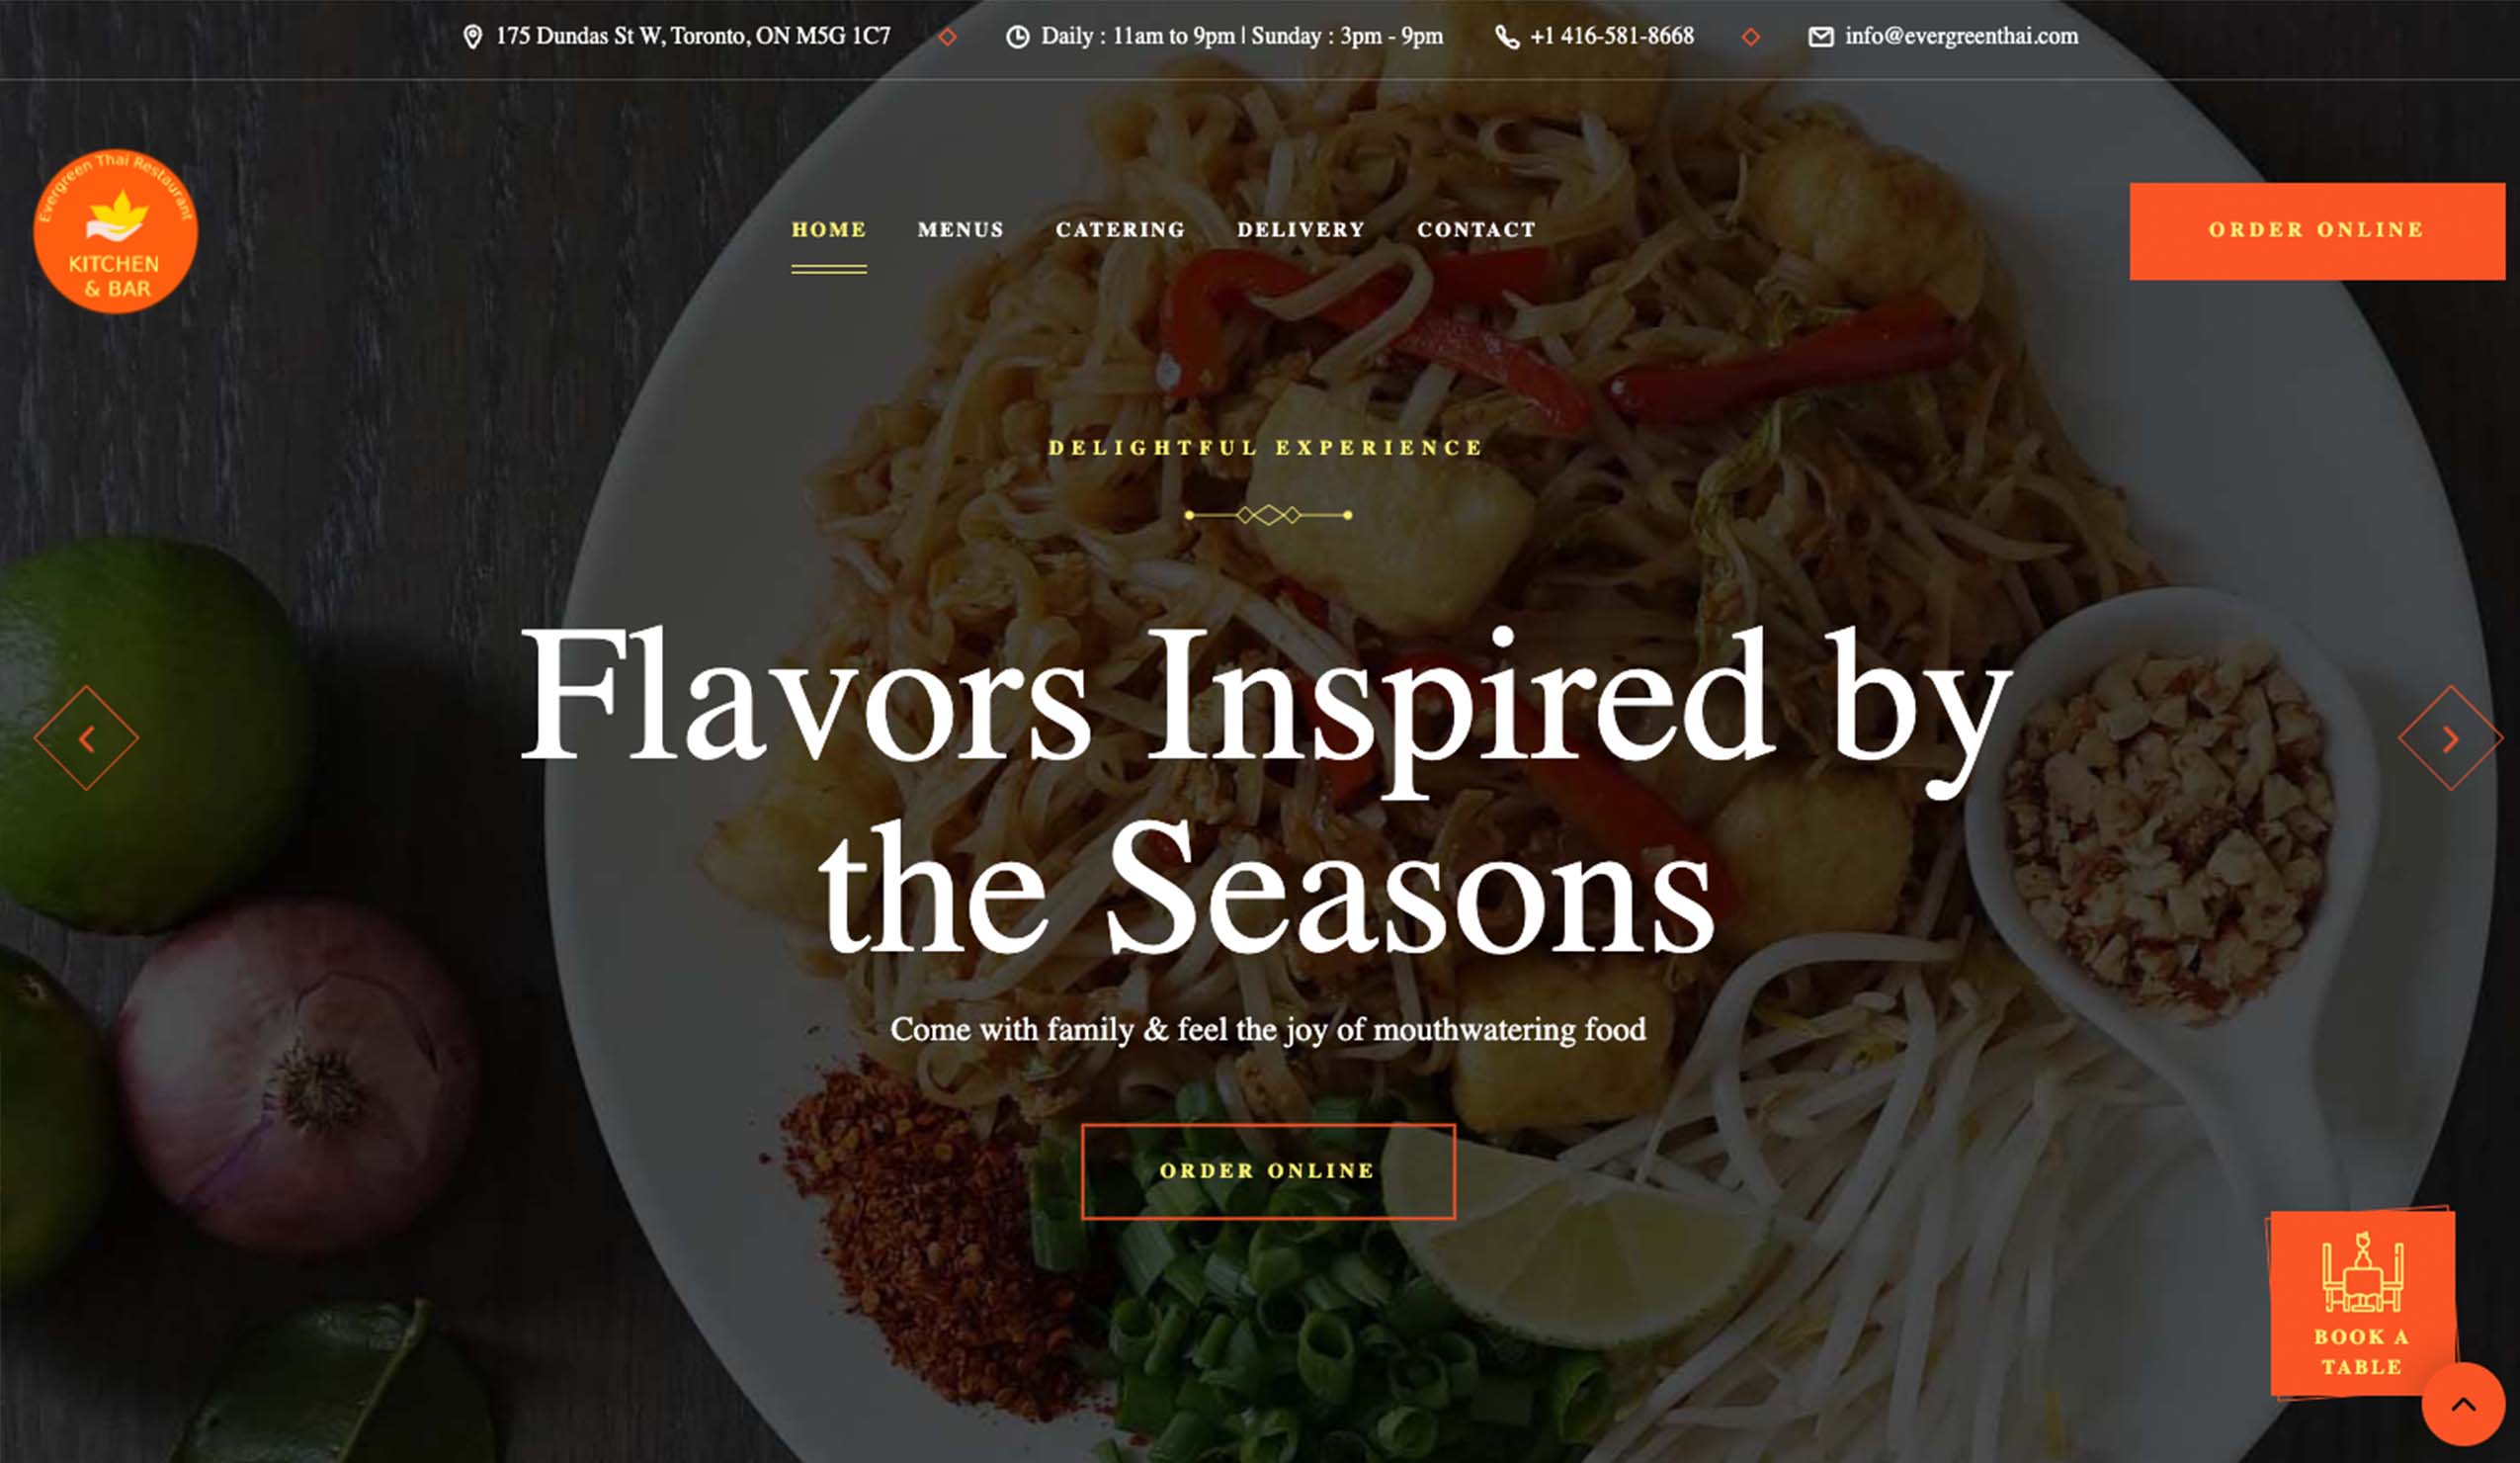 175 Dundas St W, Toronto, ON M5G 1C7
Daily : 11am to 9pm | Sunday : 3pm - 9pm
+1 416-581-8668
info@evergreenthai.com
Evergreen Thai Restaurant
KITCHEN
& BAR
HOME
MENUS
CATERING
DELIVERY
CONTACT
ORDER ONLINE
DELIGHTFUL EXPERIENCE
Flavors Inspired by
the Seasons
Come with family & feel the joy of mouthwatering food
ORDER ONLINE
BOOK A
TABLE